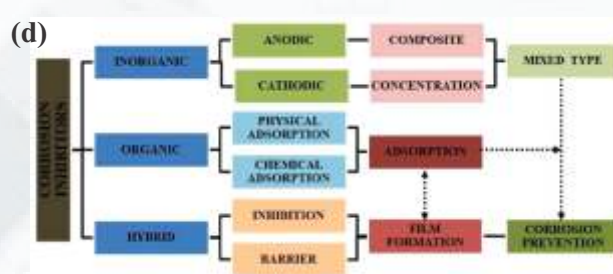 (d)
CORROSION
INHIBITORS
INORGANIC
ANODIC
COMPOSITE
CATHODIC
CONCENTRATION
MIXED TYPE
ORGANIC
PHYSICAL
ADSORPTION
CHEMICAL
ADSORPTION
ADSORPTION
HYBRID
INHIBITION
BARRIER
FILM
FORMATION
CORROSION
PREVENTION